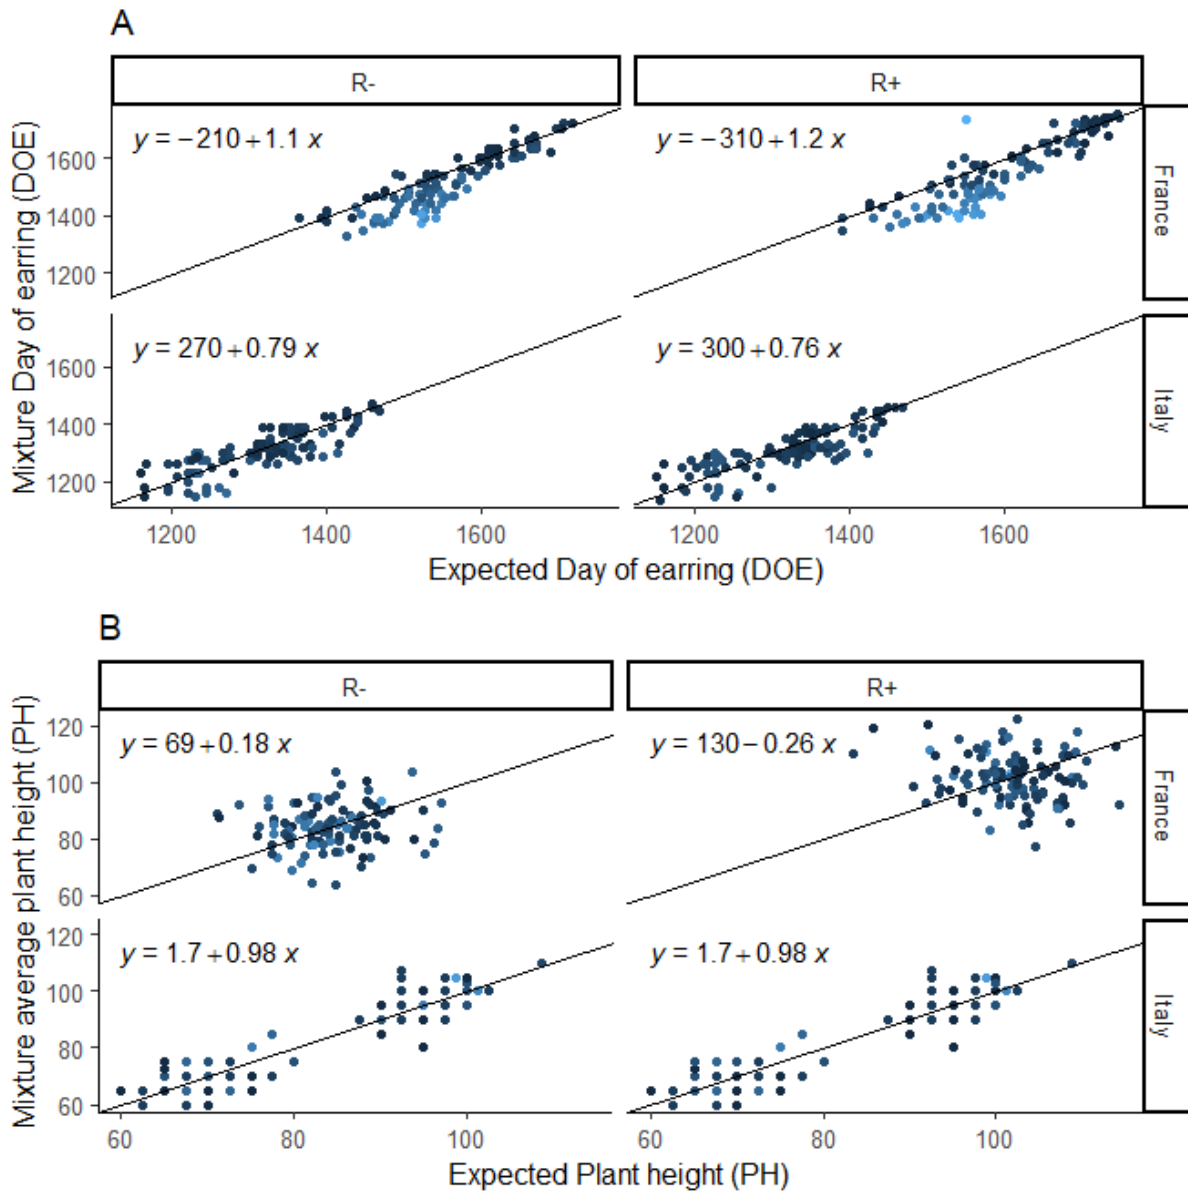 A
R-
R+
y = −210+1.1 x
y = −310+1.2 x
France
1600
1400
1200
y = 270+0.79 x
y = 300+0.76 x
Italy
1600
1400
1200
Mixture Day of earring (DOE)
1200 1400 1600
1200 1400 1600
Expected Day of earring (DOE)
B
R-
R+
y = 69+0.18 x
y = 130−0.26 x
France
120
100
80
60
y = 1.7+0.98 x
y = 1.7+0.98 x
Italy
120
100
80
60
Mixture average plant height (PH)
60 80 100
60 80 100
Expected Plant height (PH)